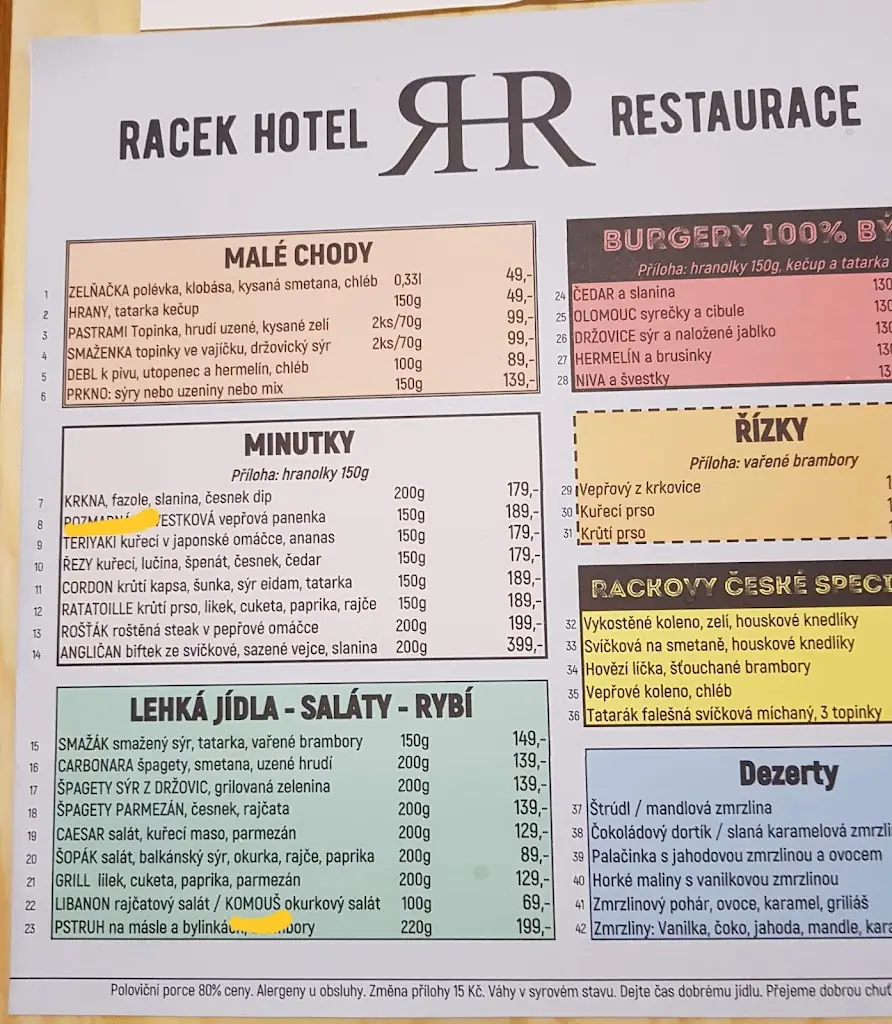 RACEK HOTEL RHR RESTAURACE
MALÉ CHODY
1 ZELŇAČKA polévka, klobása, kysaná smetana, chléb 0,33l 49,-
2 HRANY, tatarka kečup 150g 49,-
3 PASTRAMI Topinka, hrudí uzené, kysané zelí 2ks/70g 99,-
4 SMAŽENKA topinky ve vajíčku, držovický sýr 2ks/70g 99,-
5 DEBL k pivu, utopenec a hermelín, chléb 100g 89,-
6 PRKNO: sýry nebo uzeniny nebo mix 150g 139,-
MINUTKY
Příloha: hranolky 150g
7 KRKNA, fazole, slanina, česnek dip 200g 179,-
8 VESTKOVÁ vepřová panenka 150g 189,-
9 TERIYAKI kuřecí v japonské omáčce, ananas 150g 179,-
10 ŘEZY kuřecí, lučina, špenát, česnek, čedar 150g 179,-
11 CORDON krůtí kapsa, šunka, sýr eidam, tatarka 150g 189,-
12 RATATOILLE krůtí prso, likek, cuketa, paprika, rajče 150g 189,-
13 ROŠŤÁK roštěná steak v pepřové omáčce 200g 199,-
14 ANGLIČAN biftek ze svíčkové, sazené vejce, slanina 200g 399,-
LEHKÁ JÍDLA - SALÁTY - RYBÍ
15 SMAŽÁK smažený sýr, tatarka, vařené brambory 150g 149,-
16 CARBONARA špagety, smetana, uzené hrudí 200g 139,-
17 ŠPAGETY SÝR Z DRŽOVIC, grilovaná zelenina 200g 139,-
18 ŠPAGETY PARMEZÁN, česnek, rajčata 200g 139,-
19 CAESAR salát, kuřecí maso, parmezán 200g 129,-
20 ŠOPÁK salát, balkánský sýr, okurka, rajče, paprika 200g 89,-
21 GRILL lilek, cuketa, paprika, parmezán 200g 129,-
22 LIBANON rajčatový salát / KOMOUŠ okurkový salát 100g 69,-
23 PSTRUH na másle a bylinká 220g 199,-
BURGERY 100% BÝ
Příloha: hranolky 150g, kečup a tatarka
24 ČEDAR a slanina 130
25 OLOMOUC syrečky a cibule 130
26 DRŽOVICE sýr a naložené jablko 130
27 HERMELÍN a brusinky 130
28 NIVA a švestky 13
ŘÍZKY
Příloha: vařené brambory
29 Vepřový z krkovice 1
30 Kuřecí prso 1
31 Krůtí prso 1
RACKOVY ČESKÉ SPECI
32 Vykostěné koleno, zelí, houskové knedlíky
33 Svíčková na smetaně, houskové knedlíky
34 Hovězí líčka, šťouchané brambory
35 Vepřové koleno, chléb
36 Tatarák falešná svíčková míchaný, 3 topinky
Dezerty
37 Štrúdl / mandlová zmrzlina
38 Čokoládový dortík / slaná karamelová zmrzli
39 Palačinka s jahodovou zmrzlinou a ovocem
40 Horké maliny s vanilkovou zmrzlinou
41 Zmrzlinový pohár, ovoce, karamel, griliáš
42 Zmrzliny: Vanilka, čoko, jahoda, mandle, kara
Poloviční porce 80% ceny. Alergeny u obsluhy. Změna přílohy 15 Kč. Váhy v syrovém stavu. Dejte čas dobrému jídlu. Přejeme dobrou chuť